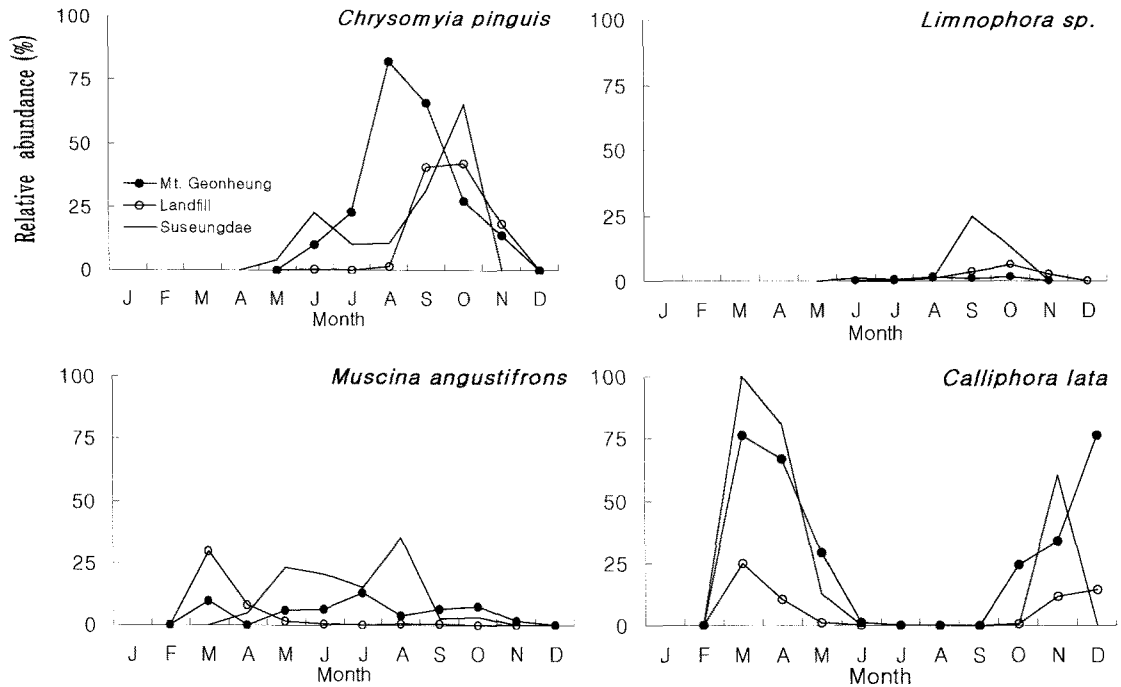 Chrysomyia pinguis
Relative abundance (%)
100
75
50
25
0
Mt. Geonheung
Landfill
Suseungdae
J F M A M J J A S O N D
Month
Limnophora sp.
100
75
50
25
0
J F M A M J J A S O N D
Month
Muscina angustifrons
100
75
50
25
0
J F M A M J J A S O N D
Month
Calliphora lata
100
75
50
25
0
J F M A M J J A S O N D
Month